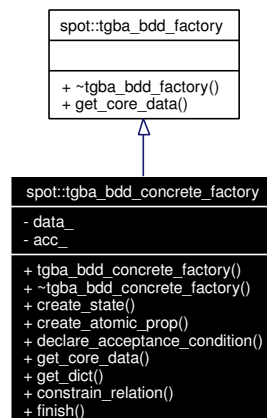 spot::tgba_bdd_factory
+ ~tgba_bdd_factory()
+ get_core_data()
spot::tgba_bdd_concrete_factory
- data_
- acc_
+ tgba_bdd_concrete_factory()
+ ~tgba_bdd_concrete_factory()
+ create_state()
+ create_atomic_prop()
+ declare_acceptance_condition()
+ get_core_data()
+ get_dict()
+ constrain_relation()
+ finish()